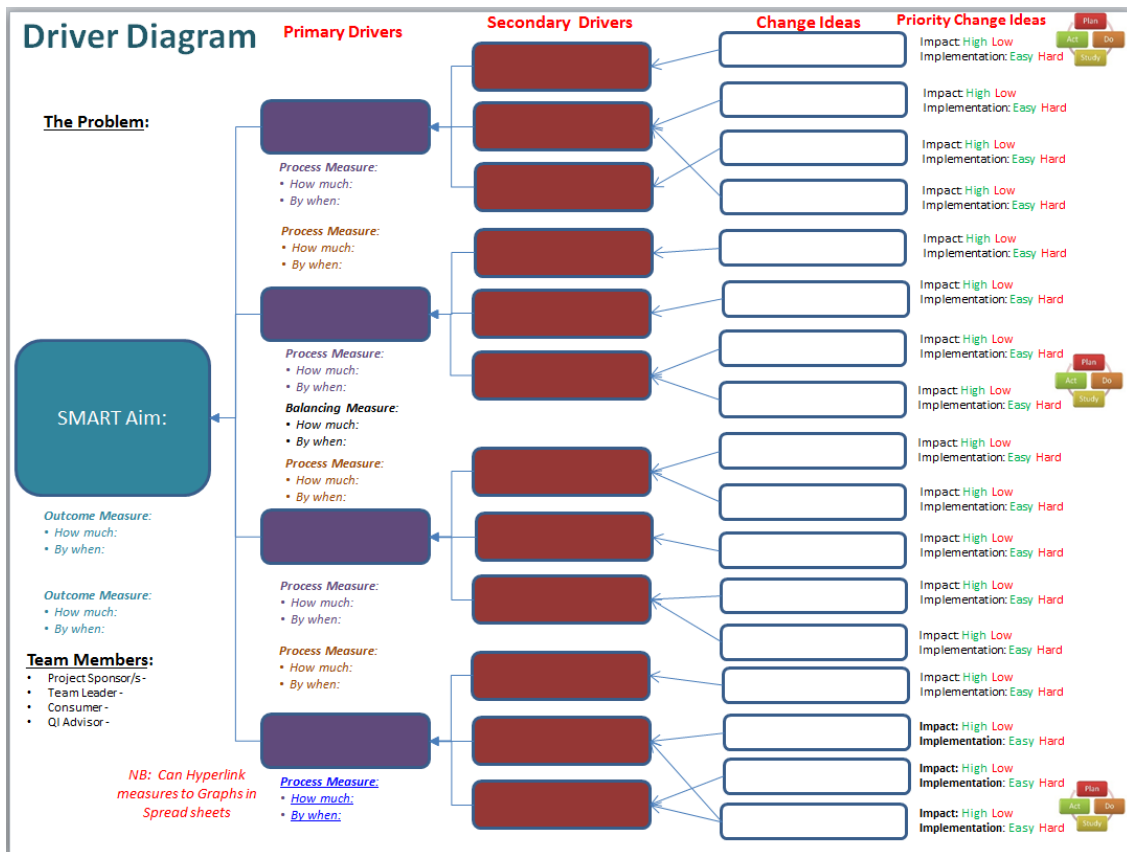 Driver Diagram
Primary Drivers
Secondary Drivers
Change Ideas
Priority Change Ideas
Plan
Act
Do
Study
Impact: High Low
Implementation: Easy Hard
Impact: High Low
Implementation: Easy Hard
Impact: High Low
Implementation: Easy Hard
Impact: High Low
Implementation: Easy Hard
Impact: High Low
Implementation: Easy Hard
Impact: High Low
Implementation: Easy Hard
Impact: High Low
Implementation: Easy Hard
Plan
Act
Do
Study
Impact: High Low
Implementation: Easy Hard
Impact: High Low
Implementation: Easy Hard
Impact: High Low
Implementation: Easy Hard
Impact: High Low
Implementation: Easy Hard
Impact: High Low
Implementation: Easy Hard
Impact: High Low
Implementation: Easy Hard
Impact: High Low
Implementation: Easy Hard
Impact: High Low
Implementation: Easy Hard
Impact: High Low
Implementation: Easy Hard
Impact: High Low
Implementation: Easy Hard
Plan
Act
Do
Study
The Problem:
Process Measure:
• How much:
• By when:
Process Measure:
• How much:
• By when:
Process Measure:
• How much:
• By when:
Balancing Measure:
• How much:
• By when:
Process Measure:
• How much:
• By when:
Process Measure:
• How much:
• By when:
Process Measure:
• How much:
• By when:
Process Measure:
• How much:
• By when:
SMART Aim:
Outcome Measure:
• How much:
• By when:
Outcome Measure:
• How much:
• By when:
Team Members:
• Project Sponsor/s -
• Team Leader -
• Consumer -
• QI Advisor -
NB: Can Hyperlink
measures to Graphs in
Spread sheets